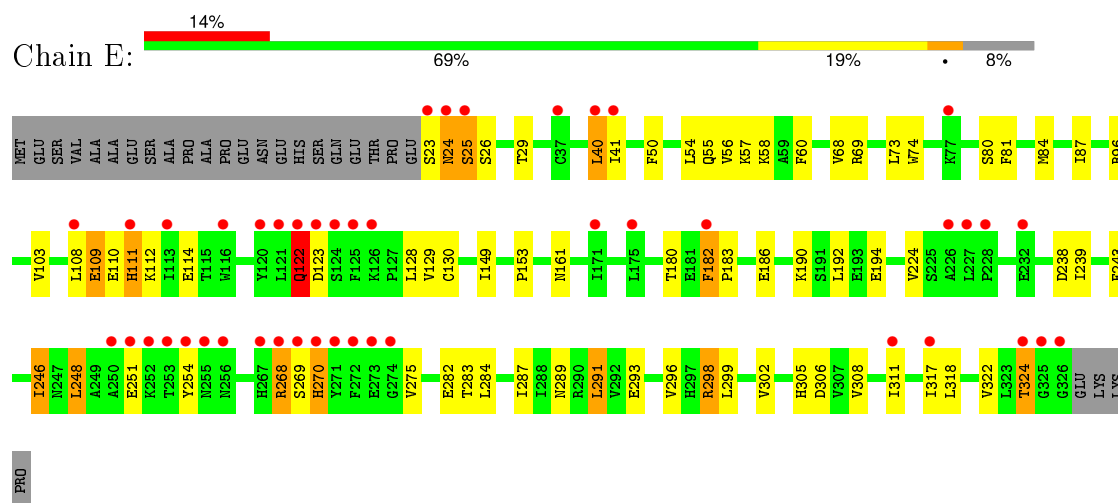 14%
Chain E:
69% 19% • 8%
MET GLU SER VAL ALA ALA GLU SER ALA PRO ALA PRO GLU ASN GLU HIS SER GLN GLU THR PRO GLU S23 N24 S25 S26 T29 C37 L40 I41 F50 L54 Q55 V56 K57 K58 A59 F60 V68 R69 L73 W74 K77 S80 F81 M84 I87
V103 L108 E109 E110 H111 K112 I113 E114 T115 W116 Y120 L121 Q122 D123 S124 F125 K126 P127 L128 V129 C130 I149 P153 N161 I171 L175 T180 E181 F182 P183 E186 K190 S191 L192 E193 E194 V224 S225 A226 L227 P228 E232 D238 I239
I246 N247 L248 A249 A250 E251 K252 T253 Y254 N255 N256 H267 R268 S269 H270 Y271 F272 E273 G274 V275 E282 T283 L284 I287 I288 N289 R290 L291 V292 E293 V296 H297 R298 L299 V302 H305 D306 V307 V308 I311 I317 L318 V322 L323 T324 G325 G326 GLU LYS LYS
PRO